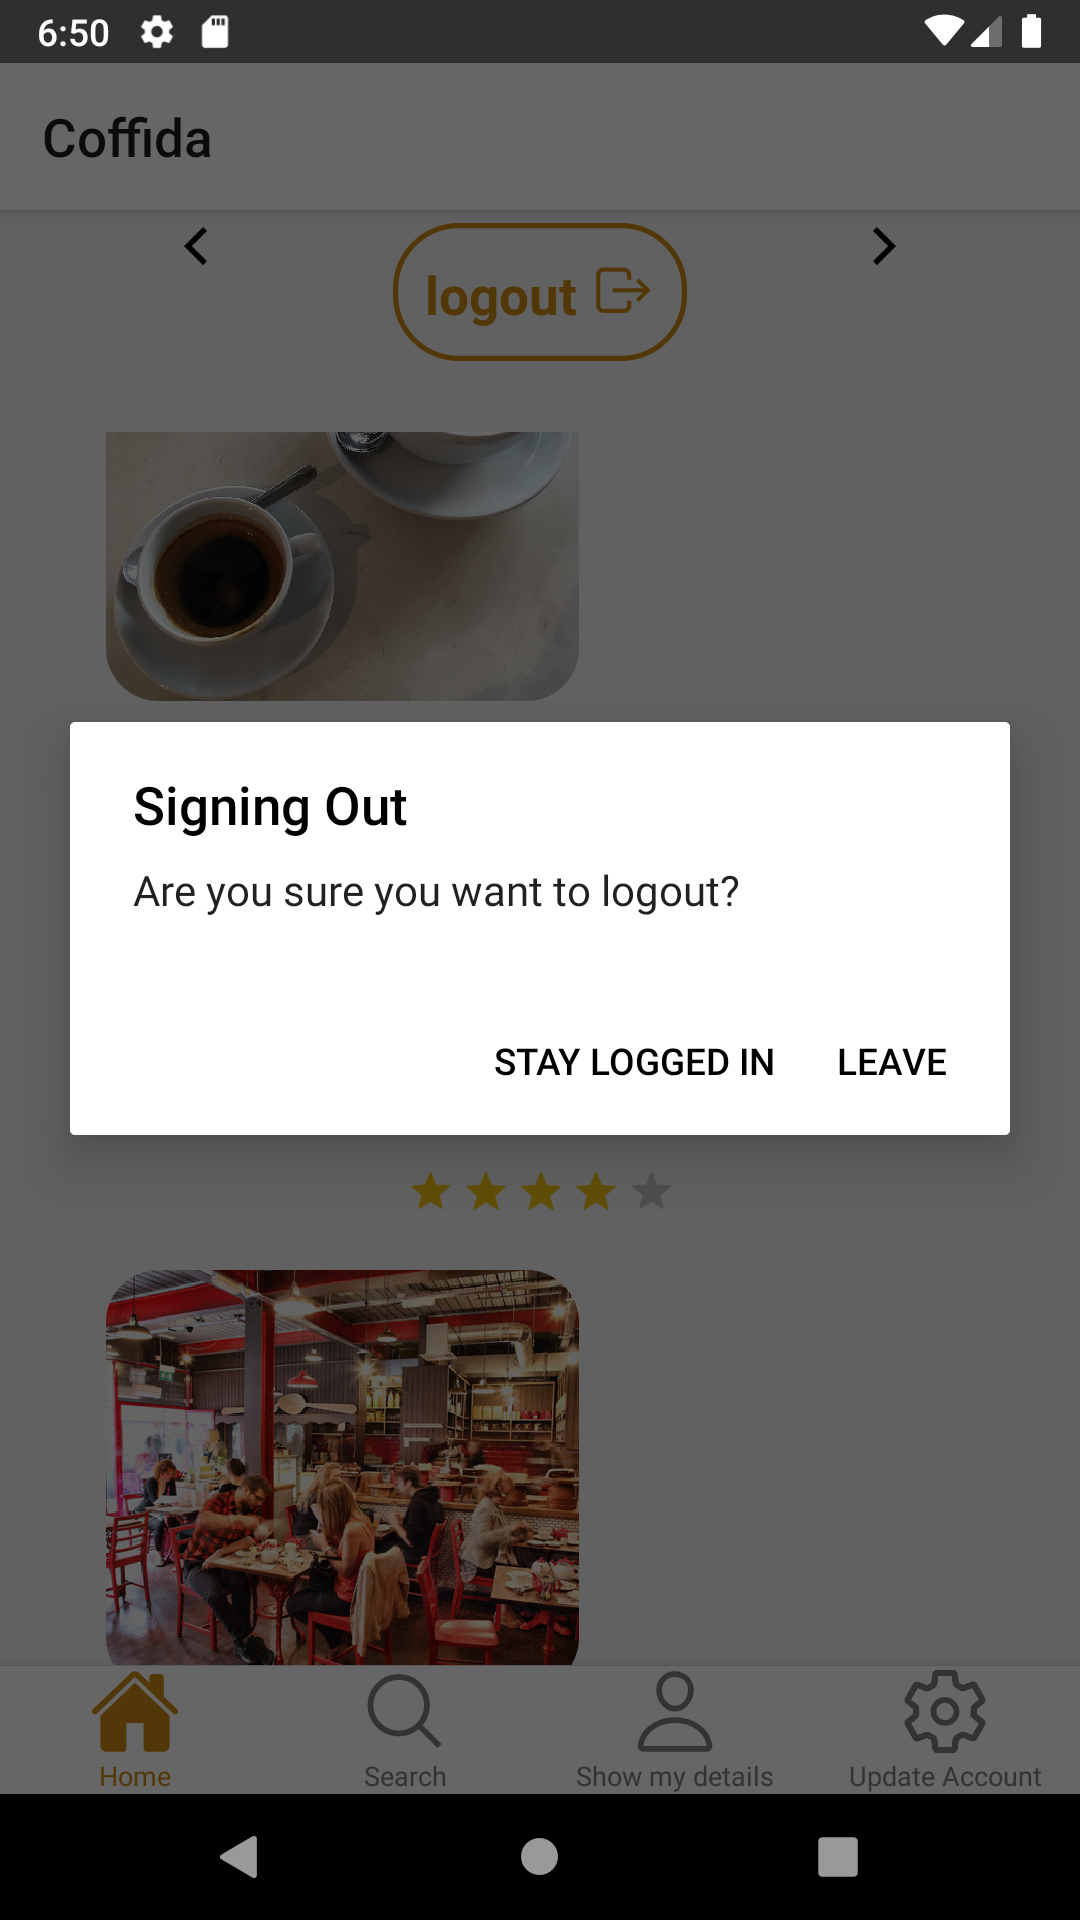 6:50
Coffida
logout
Signing Out
Are you sure you want to logout?
STAY LOGGED IN LEAVE
Home Search Show my details Update Account